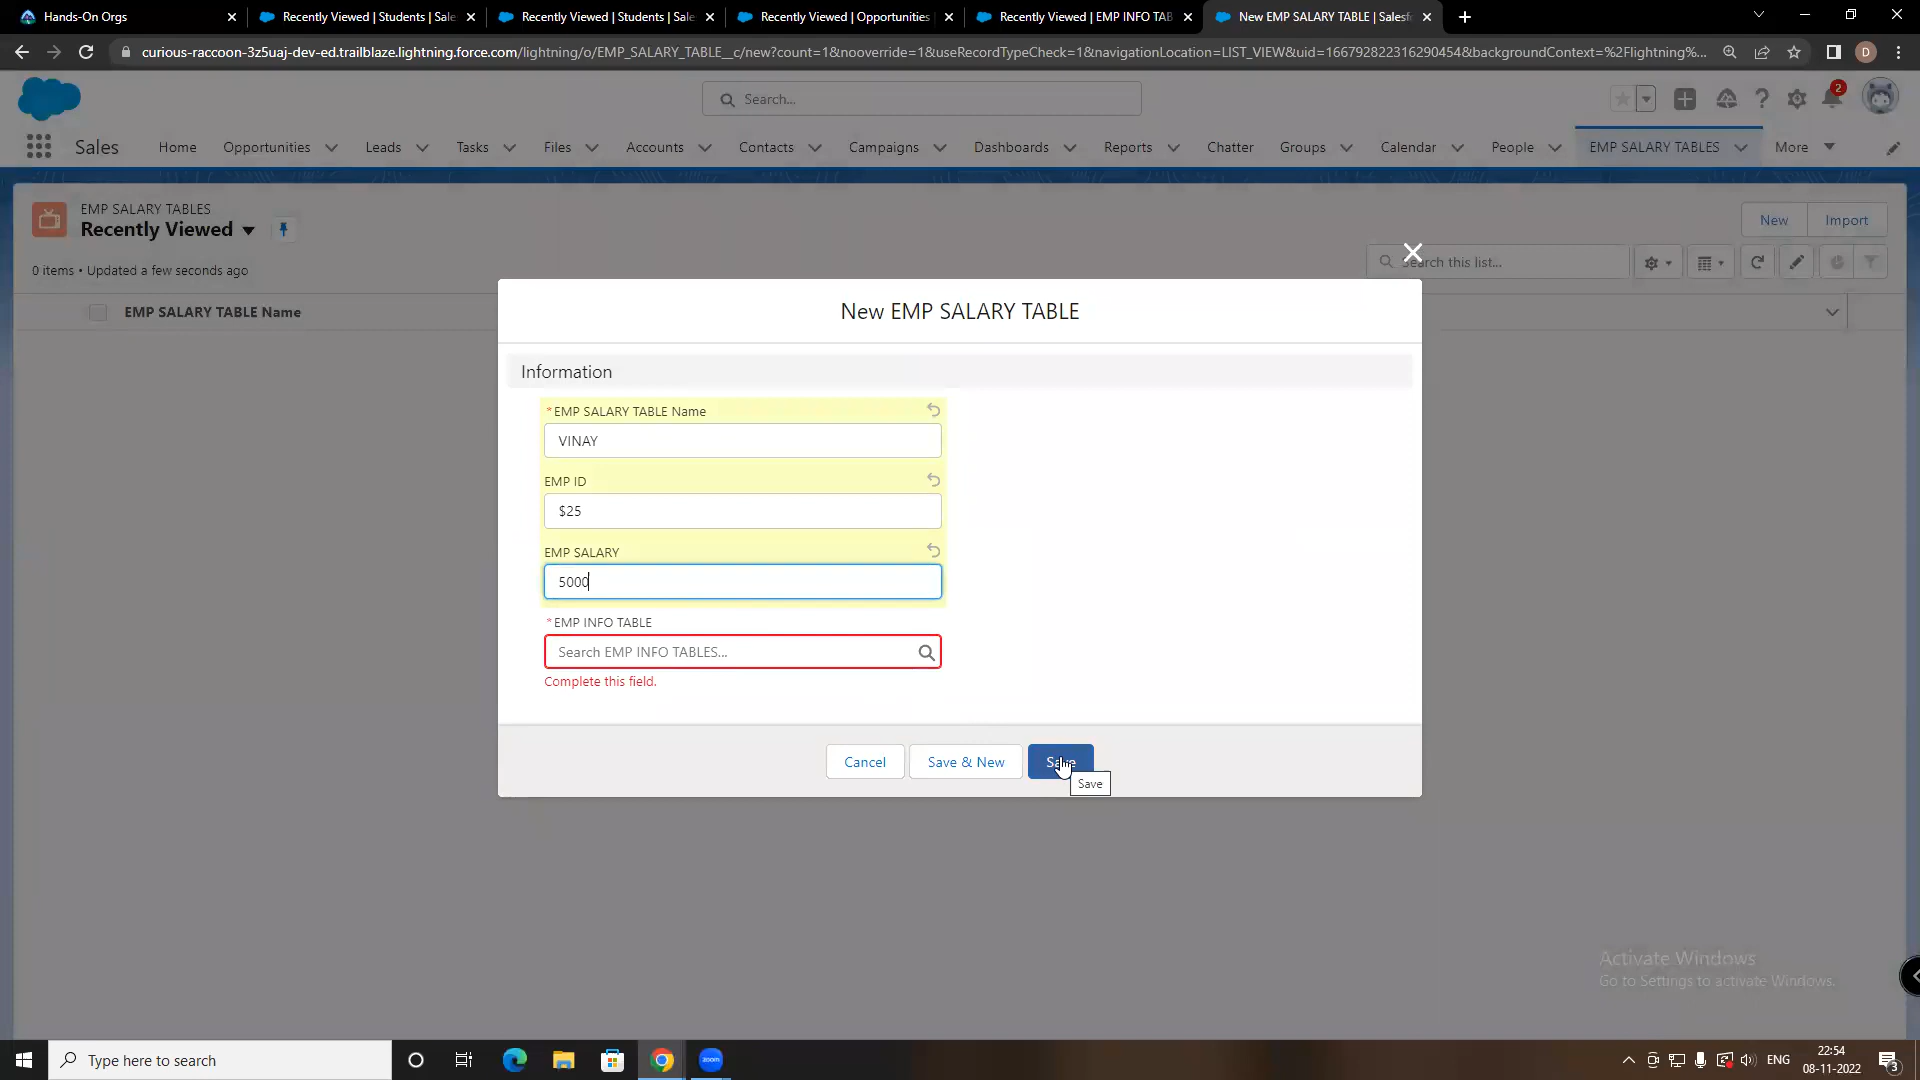 Hands-On Orgs
Recently Viewed | Students | Sale
Recently Viewed | Students | Sale
Recently Viewed | Opportunities
Recently Viewed | EMP INFO TAB
New EMP SALARY TABLE | Salesf
curious-raccoon-3z5uaj-dev-ed.trailblaze.lightning.force.com/lightning/o/EMP_SALARY_TABLE__c/new?count=1&nooverride=1&useRecordTypeCheck=1&navigationLocation=LIST_VIEW&uid=166792822316290454&backgroundContext=%2Flightning%...
D
Search...
2
Sales
Home
Opportunities
Leads
Tasks
Files
Accounts
Contacts
Campaigns
Dashboards
Reports
Chatter
Groups
Calendar
People
EMP SALARY TABLES
More
EMP SALARY TABLES
Recently Viewed
New
Import
0 items • Updated a few seconds ago
Search this list...
EMP SALARY TABLE Name
New EMP SALARY TABLE
Information
*EMP SALARY TABLE Name
VINAY
EMP ID
$25
EMP SALARY
5000
*EMP INFO TABLE
Search EMP INFO TABLES...
Complete this field.
Cancel
Save & New
Save
Save
Activate Windows
Go to Settings to activate Windows.
Type here to search
zoom
ENG
22:54
08-11-2022
3